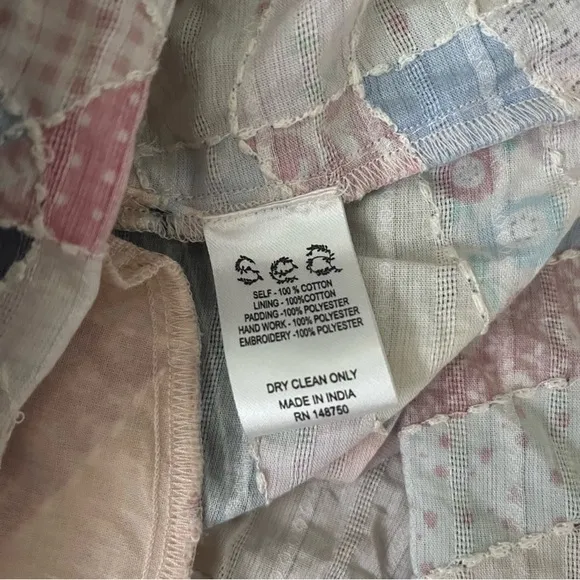 Sea
SELF - 100 % COTTON
LINING - 100%COTTON
PADDING -100% POLYESTER
HAND WORK - 100% POLYESTER
EMBROIDERY -100% POLYESTER
DRY CLEAN ONLY
MADE IN INDIA
RN 148750